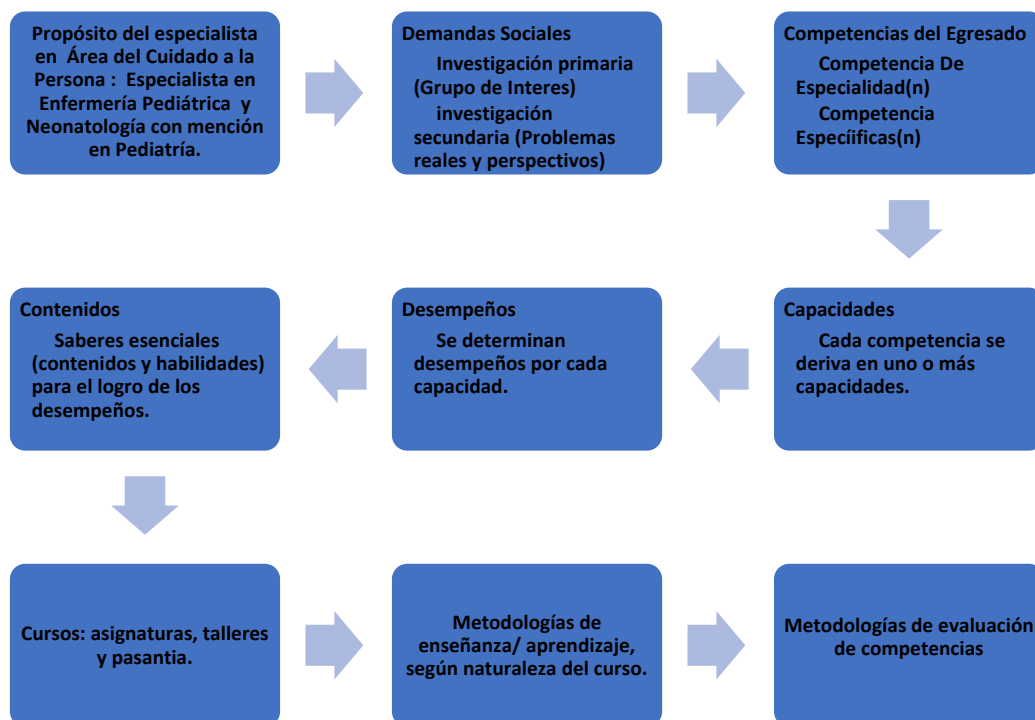 Propósito del especialista
en Área del Cuidado a la
Persona : Especialista en
Enfermería Pediátrica y
Neonatología con mención
en Pediatría.
Demandas Sociales
Investigación primaria
(Grupo de Interes)
investigación
secundaria (Problemas
reales y perspectivos)
Competencias del Egresado
Competencia De
Especialidad(n)
Competencia
Especíificas(n)
Capacidades
Cada competencia se
deriva en uno o más
capacidades.
Desempeños
Se determinan
desempeños por cada
capacidad.
Contenidos
Saberes esenciales
(contenidos y habilidades)
para el logro de los
desempeños.
Cursos: asignaturas, talleres
y pasantia.
Metodologías de
enseñanza/ aprendizaje,
según naturaleza del curso.
Metodologías de evaluación
de competencias